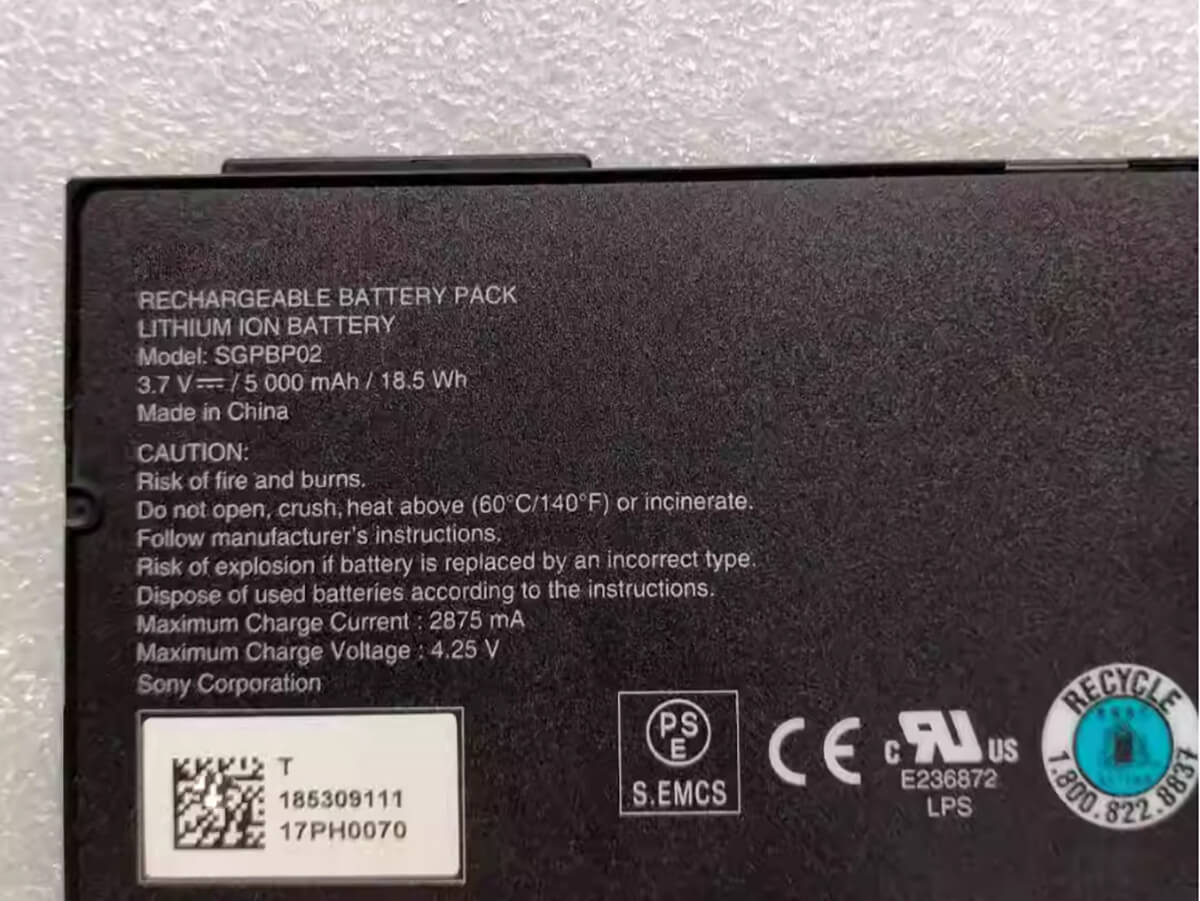 RECHARGEABLE BATTERY PACK
LITHIUM ION BATTERY
Model: SGPBP02
3.7 V⎓ / 5 000 mAh / 18.5 Wh
Made in China
CAUTION:
Risk of fire and burns.
Do not open, crush, heat above (60°C/140°F) or incinerate.
Follow manufacturer's instructions.
Risk of explosion if battery is replaced by an incorrect type.
Dispose of used batteries according to the instructions.
Maximum Charge Current : 2875 mA
Maximum Charge Voltage : 4.25 V
Sony Corporation
T
185309111
17PH0070
PS
E
S.EMCS
CE
c RU US
E236872
LPS
RECYCLE
1.800.822.8837